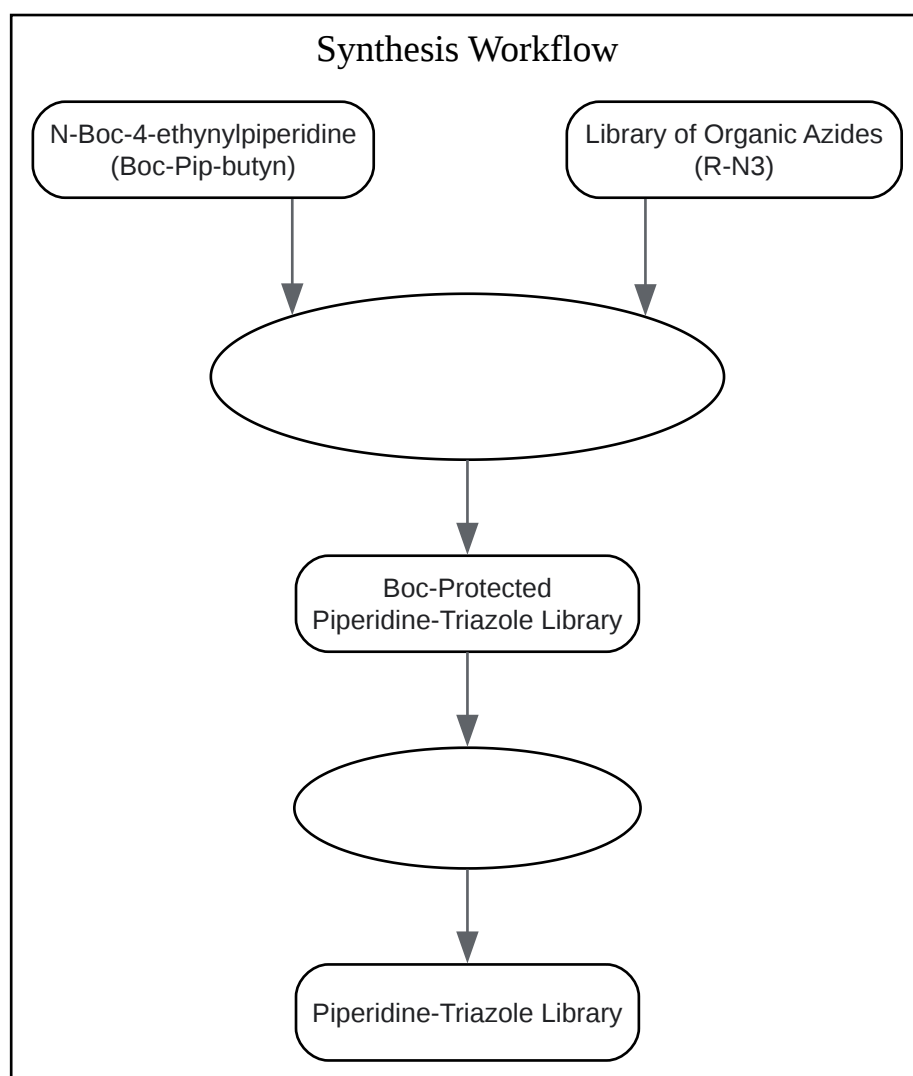 Synthesis Workflow
N-Boc-4-ethynylpiperidine
(Boc-Pip-butyn)
Library of Organic Azides
(R-N3)
Boc-Protected
Piperidine-Triazole Library
Piperidine-Triazole Library